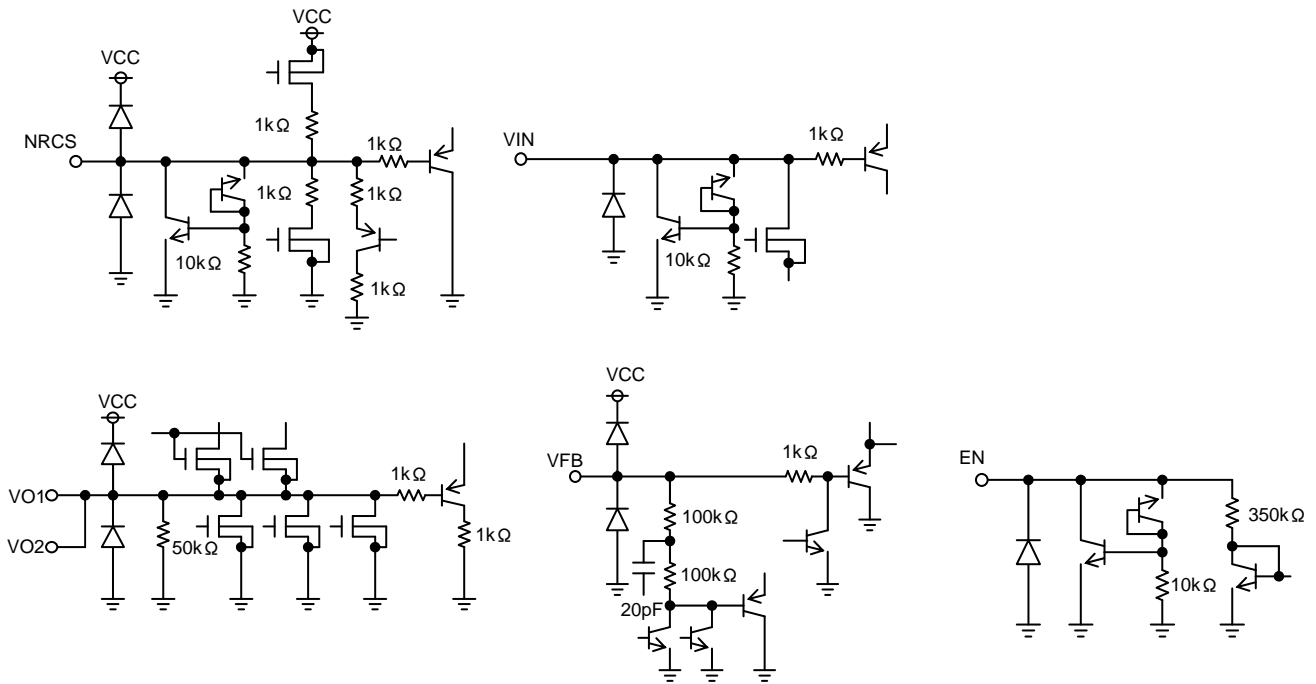 VCC
VCC
1kΩ
NRCS
1kΩ
1kΩ
1kΩ
10kΩ
1kΩ
VIN
1kΩ
10kΩ
VCC
VO1
VO2
50kΩ
1kΩ
1kΩ
VCC
VFB
1kΩ
100kΩ
100kΩ
20pF
EN
350kΩ
10kΩ